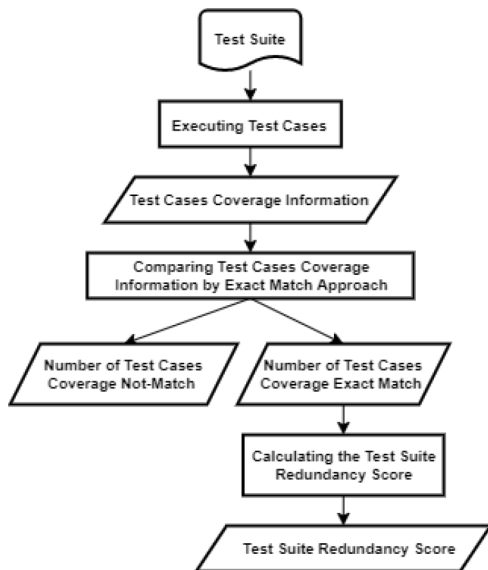 Test Suite
Executing Test Cases
Test Cases Coverage Information
Comparing Test Cases Coverage
Information by Exact Match Approach
Number of Test Cases
Coverage Not-Match
Number of Test Cases
Coverage Exact Match
Calculating the Test Suite
Redundancy Score
Test Suite Redundancy Score